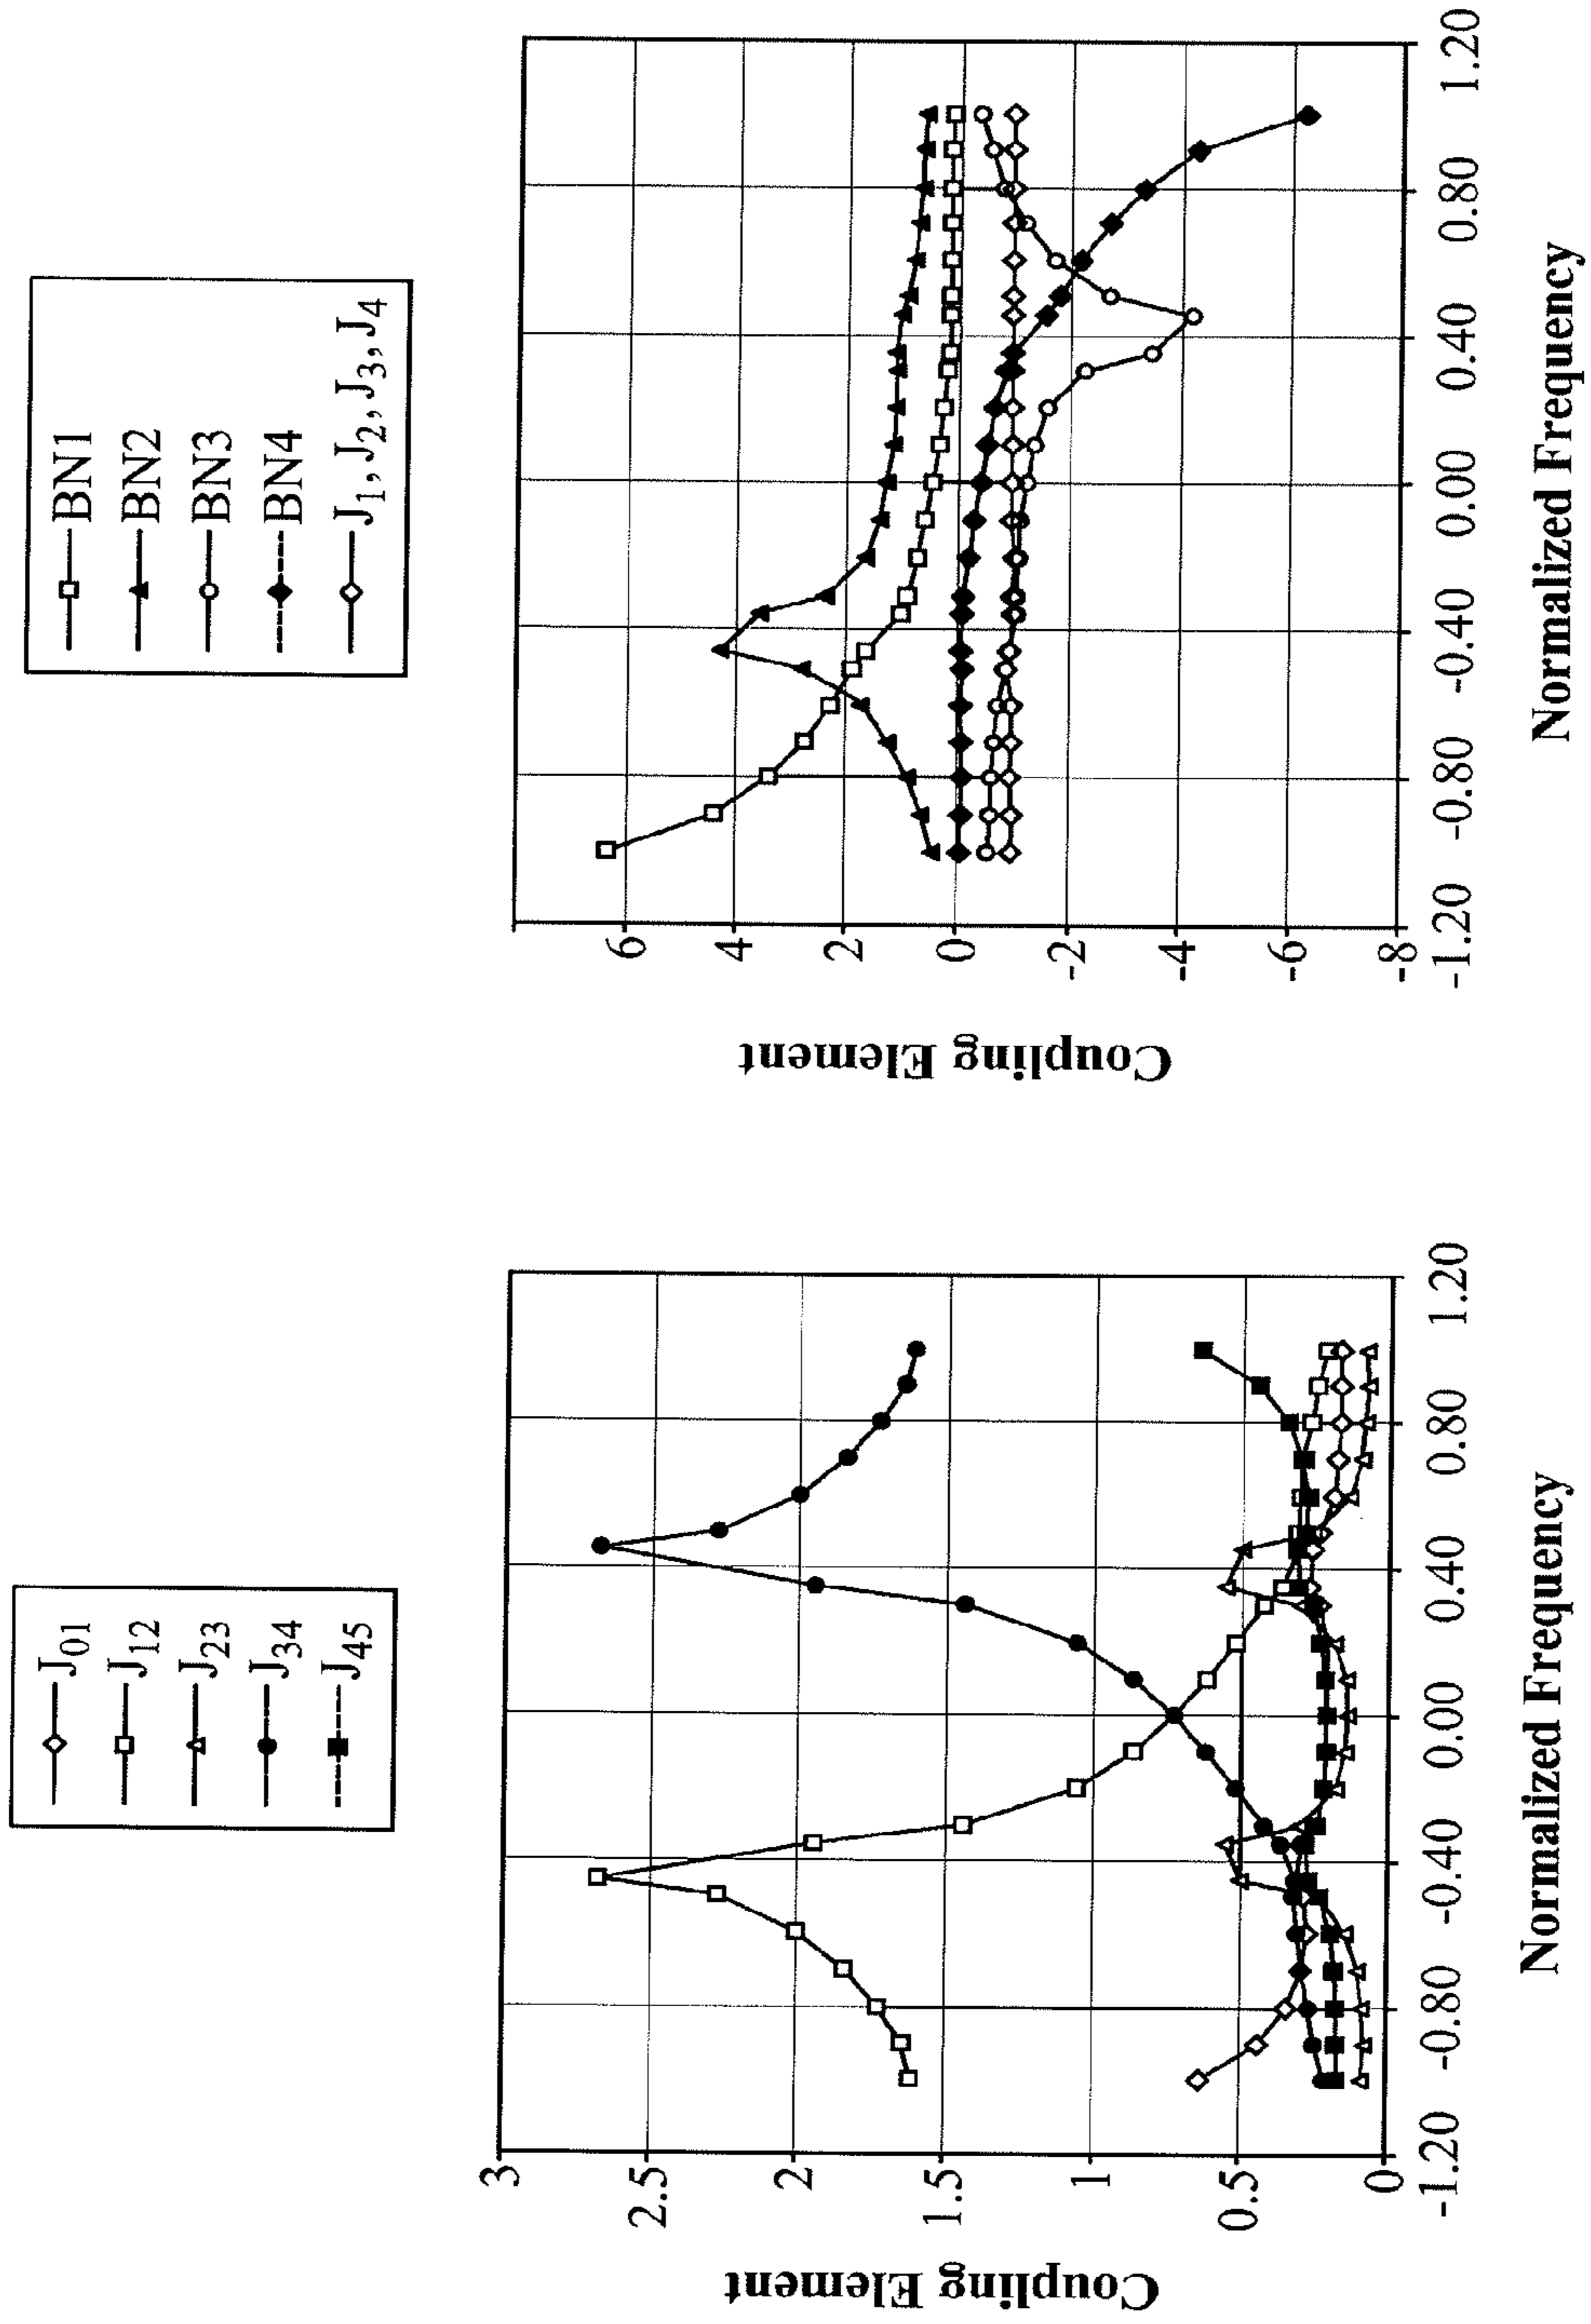 J01
J12
J23
J34
J45
Coupling Element
3
2.5
2
1.5
1
0.5
0
-1.20
-0.80
-0.40
0.00
0.40
0.80
1.20
Normalized Frequency
BN1
BN2
BN3
BN4
J1, J2, J3, J4
Coupling Element
6
4
2
0
-2
-4
-6
-8
-1.20
-0.80
-0.40
0.00
0.40
0.80
1.20
Normalized Frequency